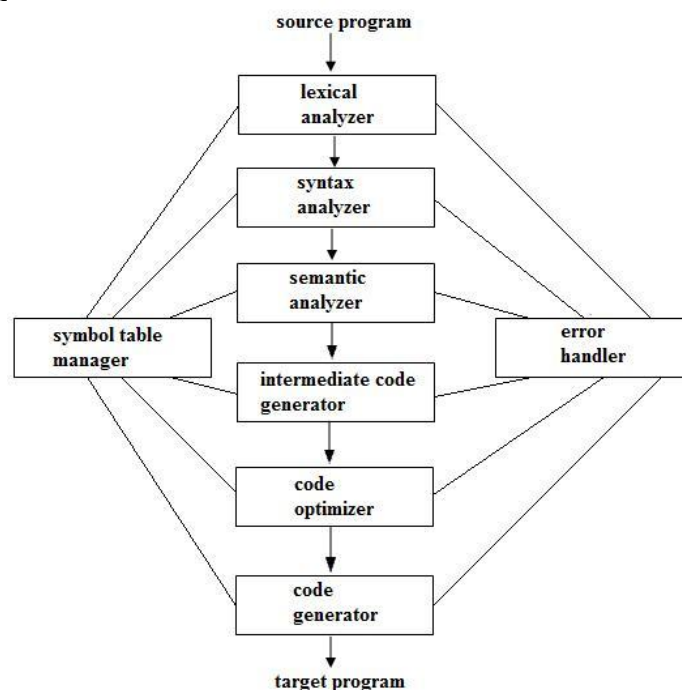 source program
lexical
analyzer
syntax
analyzer
semantic
analyzer
symbol table
manager
error
handler
intermediate code
generator
code
optimizer
code
generator
target program